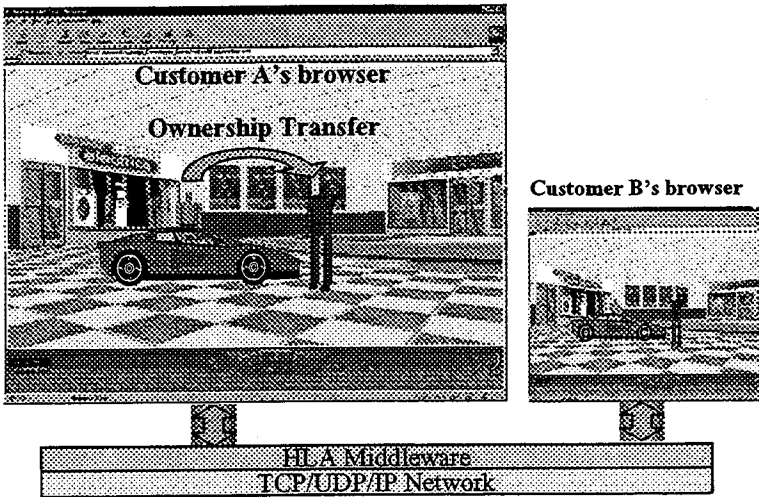 Customer A's browser
Ownership Transfer
Customer B's browser
HLA Middleware
TCP/UDP/IP Network